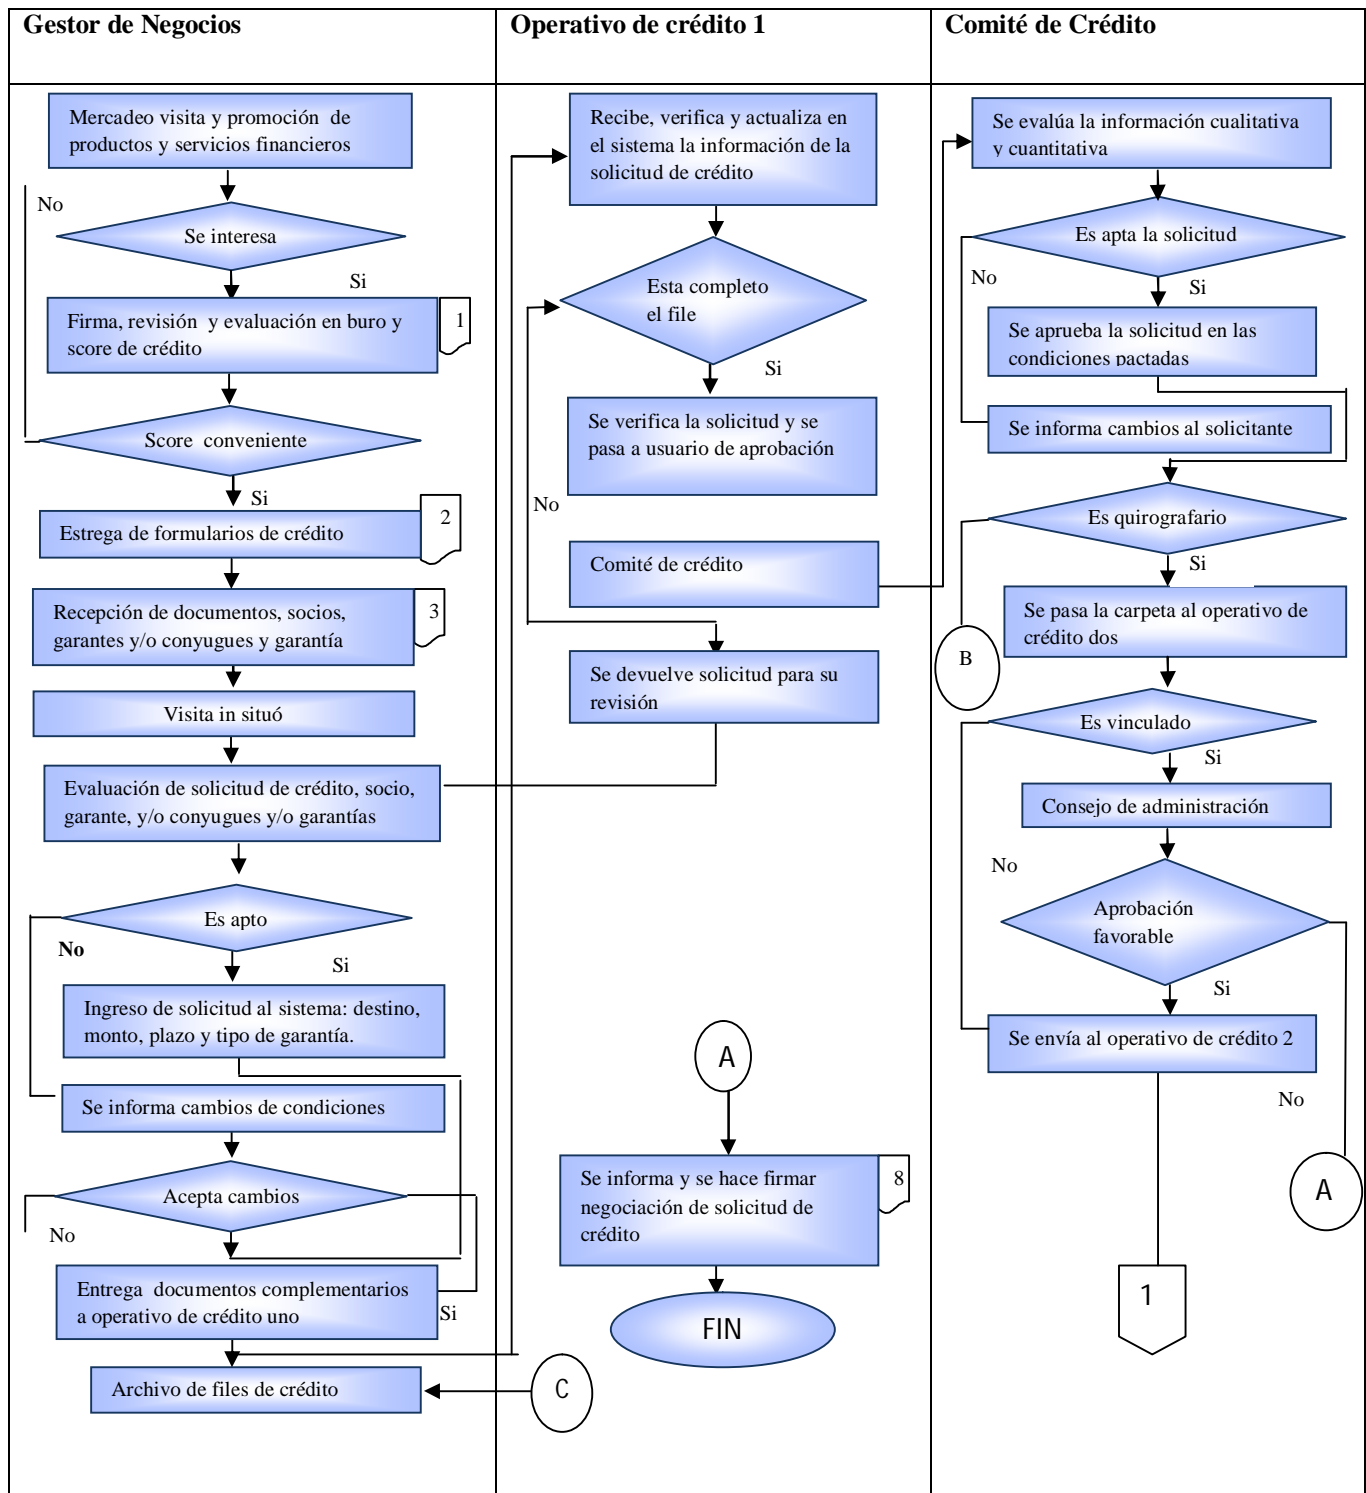 Gestor de Negocios
Operativo de crédito 1
Comité de Crédito
Mercadeo visita y promoción de
productos y servicios financieros
No
Se interesa
Si
Firma, revisión y evaluación en buro y
score de crédito
1
Score conveniente
Si
Estrega de formularios de crédito
2
Recepción de documentos, socios,
garantes y/o conyugues y garantía
3
Visita in situó
Evaluación de solicitud de crédito, socio,
garante, y/o conyugues y/o garantías
Es apto
No
Si
Ingreso de solicitud al sistema: destino,
monto, plazo y tipo de garantía.
Se informa cambios de condiciones
Acepta cambios
No
Entrega documentos complementarios
a operativo de crédito uno
Si
Archivo de files de crédito
C
Recibe, verifica y actualiza en
el sistema la información de la
solicitud de crédito
Esta completo
el file
Si
Se verifica la solicitud y se
pasa a usuario de aprobación
No
Comité de crédito
Se devuelve solicitud para su
revisión
A
Se informa y se hace firmar
negociación de solicitud de
crédito
8
FIN
Se evalúa la información cualitativa
y cuantitativa
Es apta la solicitud
No
Si
Se aprueba la solicitud en las
condiciones pactadas
Se informa cambios al solicitante
Es quirografario
Si
Se pasa la carpeta al operativo de
crédito dos
B
Es vinculado
Si
Consejo de administración
No
Aprobación
favorable
Si
Se envía al operativo de crédito 2
No
A
1